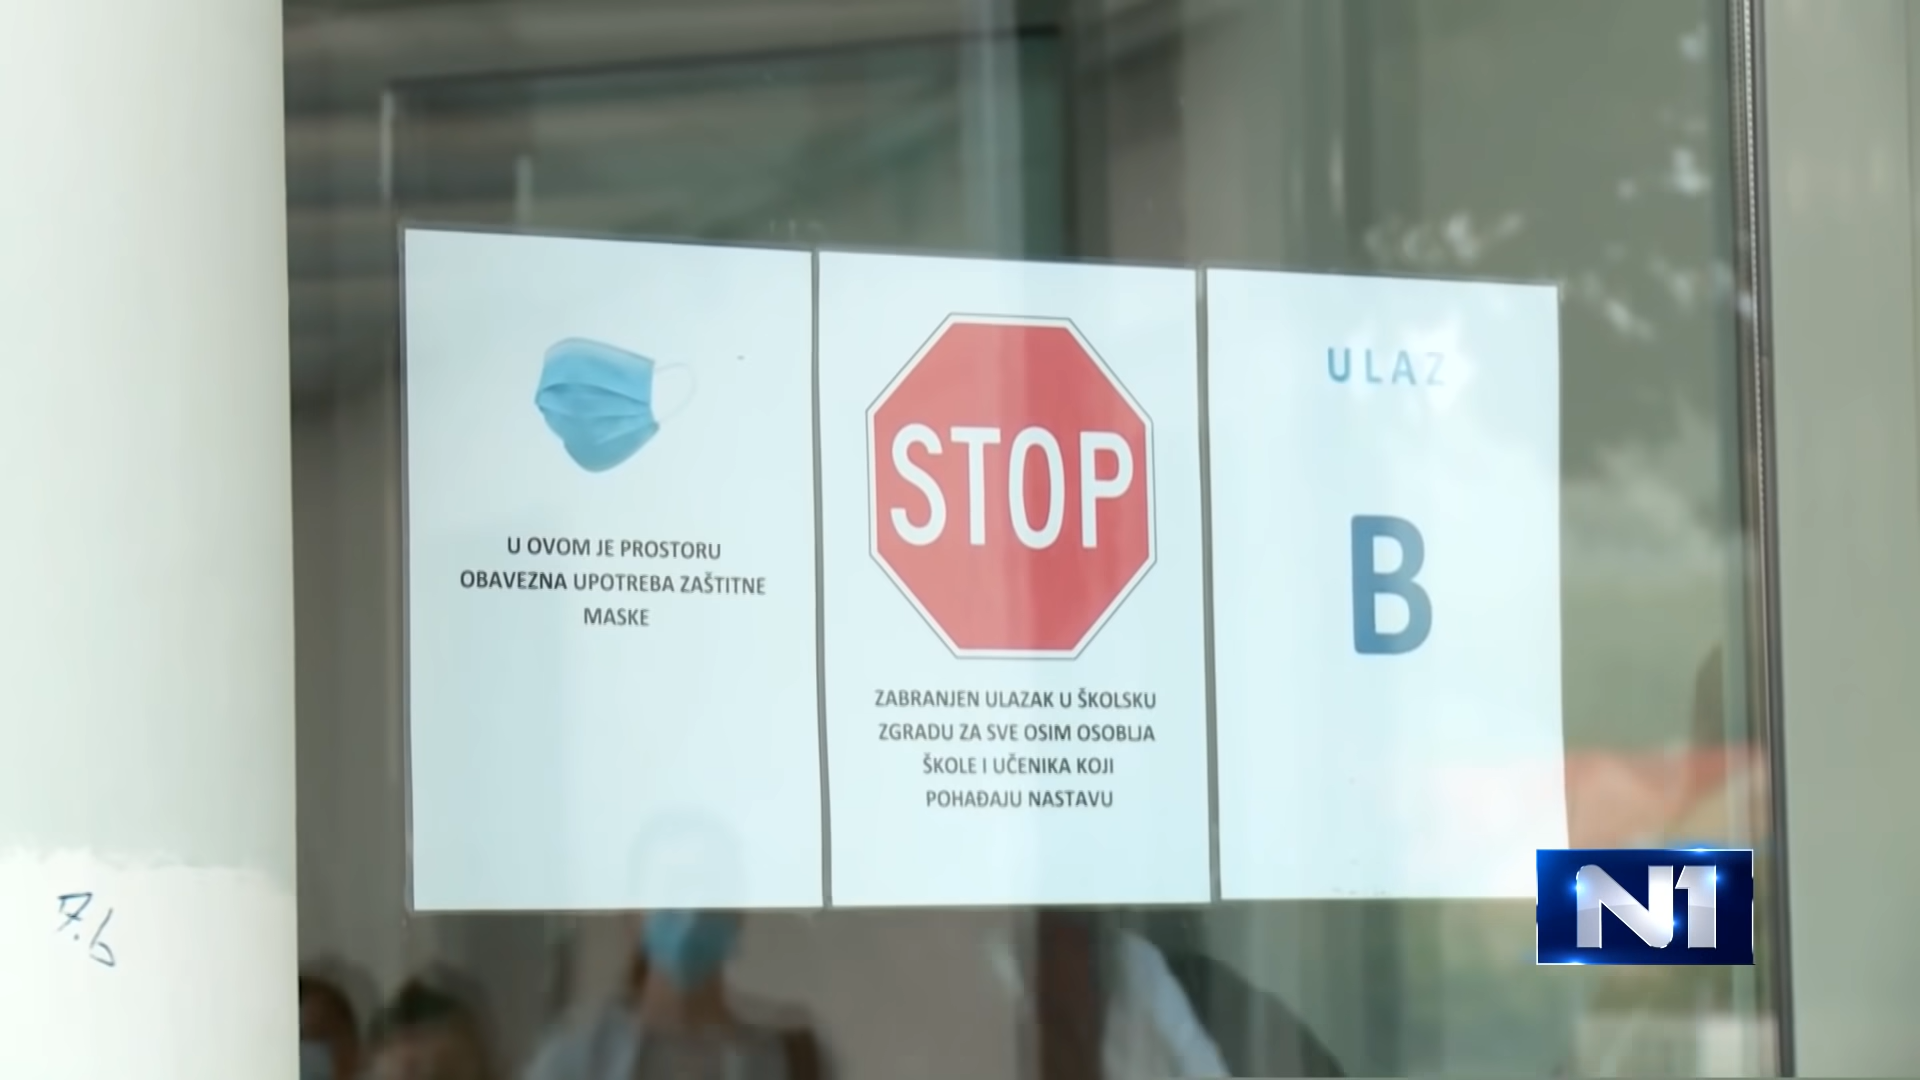 U OVOM JE PROSTORU
OBAVEZNA UPOTREBA ZAŠTITNE
MASKE
STOP
ZABRANJEN ULAZAK U ŠKOLSKU
ZGRADU ZA SVE OSIM OSOBLJA
ŠKOLE I UČENIKA KOJI
POHAĐAJU NASTAVU
ULAZ
B
7.b
N1